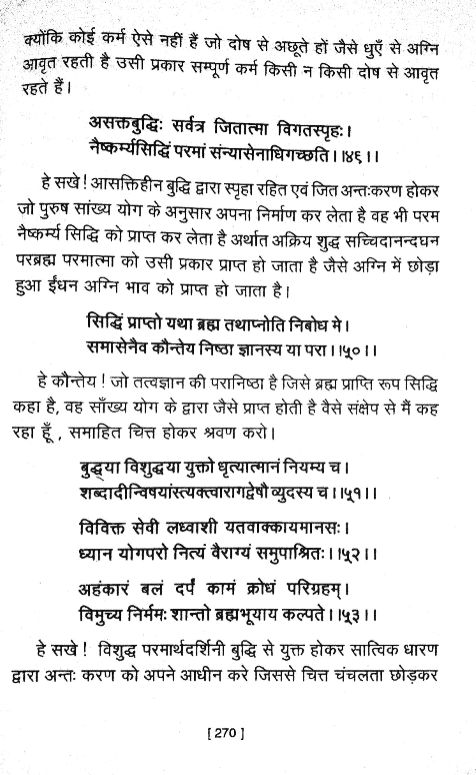 क्योंकि कोई कर्म ऐसे नहीं हैं जो दोष से अछूते हों जैसे धुएँ से अग्नि
आवृत रहती है उसी प्रकार सम्पूर्ण कर्म किसी न किसी दोष से आवृत
रहते हैं।
असक्तबुद्धिः सर्वत्र जितात्मा विगतस्पृहः।
नैष्कर्म्यसिद्धिं परमां संन्यासेनाधिगच्छति।।४६।।
हे सखे! आसक्तिहीन बुद्धि द्वारा स्पृहा रहित एवं जित अन्तःकरण होकर
जो पुरुष सांख्य योग के अनुसार अपना निर्माण कर लेता है वह भी परम
नैष्कर्म्य सिद्धि को प्राप्त कर लेता है अर्थात अक्रिय शुद्ध सच्चिदानन्दघन
परब्रह्म परमात्मा को उसी प्रकार प्राप्त हो जाता है जैसे अग्नि में छोड़ा
हुआ ईंधन अग्नि भाव को प्राप्त हो जाता है।
सिद्धिं प्राप्तो यथा ब्रह्म तथाप्नोति निबोध मे।
समासेनैव कौन्तेय निष्ठा ज्ञानस्य या परा।।५०।।
हे कौन्तेय! जो तत्वज्ञान की परानिष्ठा है जिसे ब्रह्म प्राप्ति रूप सिद्धि
कहा है, वह साँख्य योग के द्वारा जैसे प्राप्त होती है वैसे संक्षेप से मैं कह
रहा हूँ , समाहित चित्त होकर श्रवण करो।
बुद्ध्या विशुद्धया युक्तो धृत्यात्मानं नियम्य च।
शब्दादीन्विषयांस्त्यक्त्वारागद्वेषौ व्युदस्य च।।५१।।
विविक्त सेवी लध्वाशी यतवाक्कायमानसः।
ध्यान योगपरो नित्यं वैराग्यं समुपाश्रितः।।५२।।
अहंकारं बलं दर्पं कामं क्रोधं परिग्रहम्।
विमुच्य निर्ममः शान्तो ब्रह्मभूयाय कल्पते।।५३।।
हे सखे! विशुद्ध परमार्थदर्शिनी बुद्धि से युक्त होकर सात्विक धारण
द्वारा अन्तः करण को अपने आधीन करे जिससे चित्त चंचलता छोड़कर
[ 270 ]